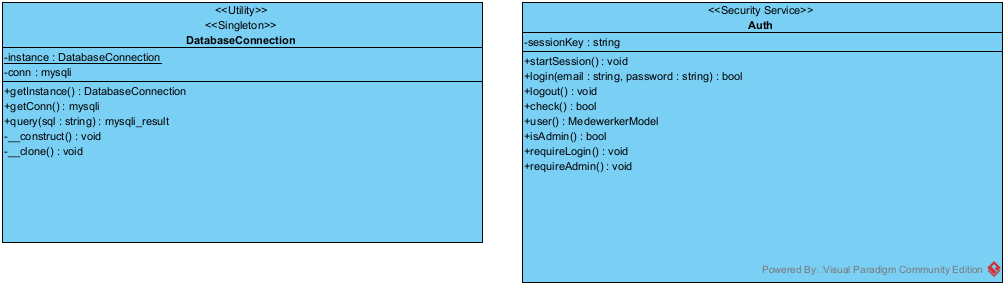 <<Utility>>
<<Singleton>>
DatabaseConnection
-instance : DatabaseConnection
-conn : mysqli
+getInstance() : DatabaseConnection
+getConn() : mysqli
+query(sql : string) : mysqli_result
-__construct() : void
-__clone() : void
<<Security Service>>
Auth
-sessionKey : string
+startSession() : void
+login(email : string, password : string) : bool
+logout() : void
+check() : bool
+user() : MedewerkerModel
+isAdmin() : bool
+requireLogin() : void
+requireAdmin() : void
Powered By Visual Paradigm Community Edition